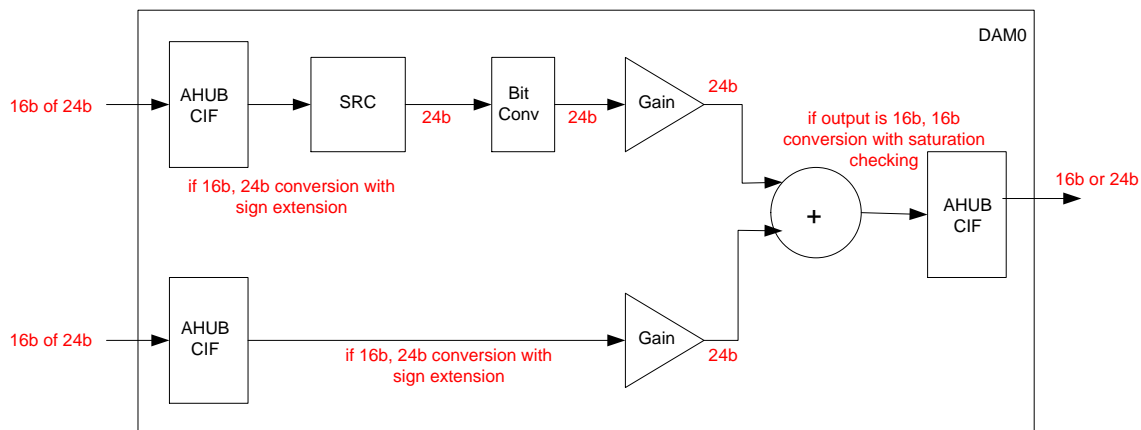 DAM0
16b of 24b
AHUB
CIF
SRC
24b
Bit
Conv
24b
Gain
24b
if 16b, 24b conversion with
sign extension
if output is 16b, 16b
conversion with saturation
checking
+
AHUB
CIF
16b or 24b
16b of 24b
AHUB
CIF
if 16b, 24b conversion with
sign extension
Gain
24b